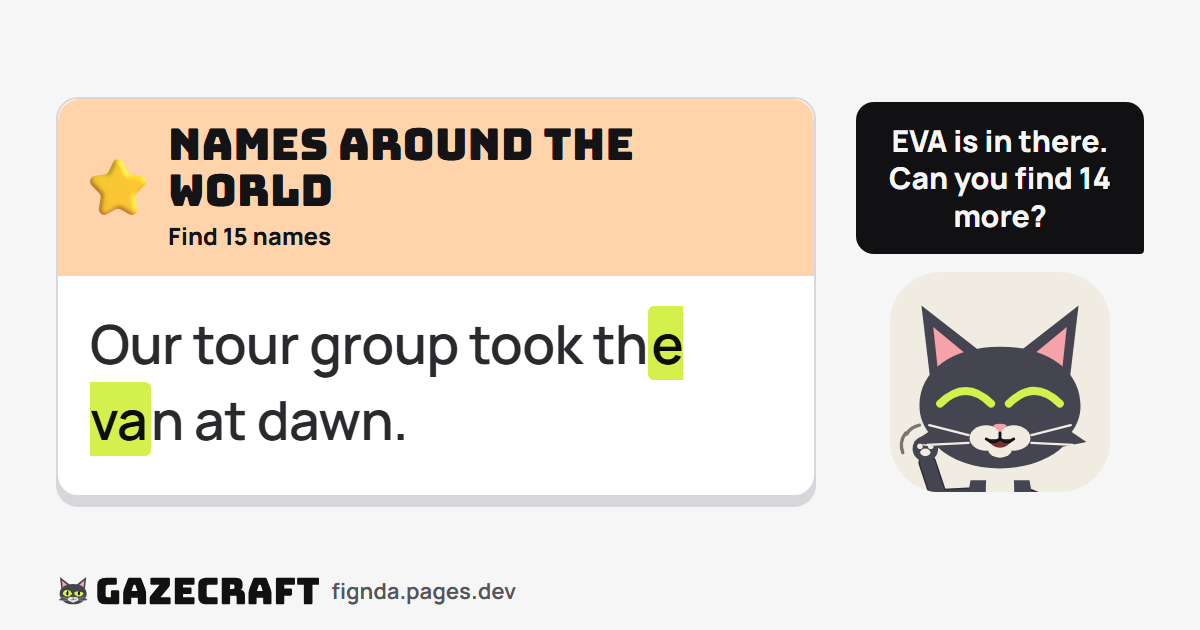 NAMES AROUND THE
WORLD
Find 15 names
Our tour group took the
van at dawn.
EVA is in there.
Can you find 14
more?
GAZECRAFT fignda.pages.dev